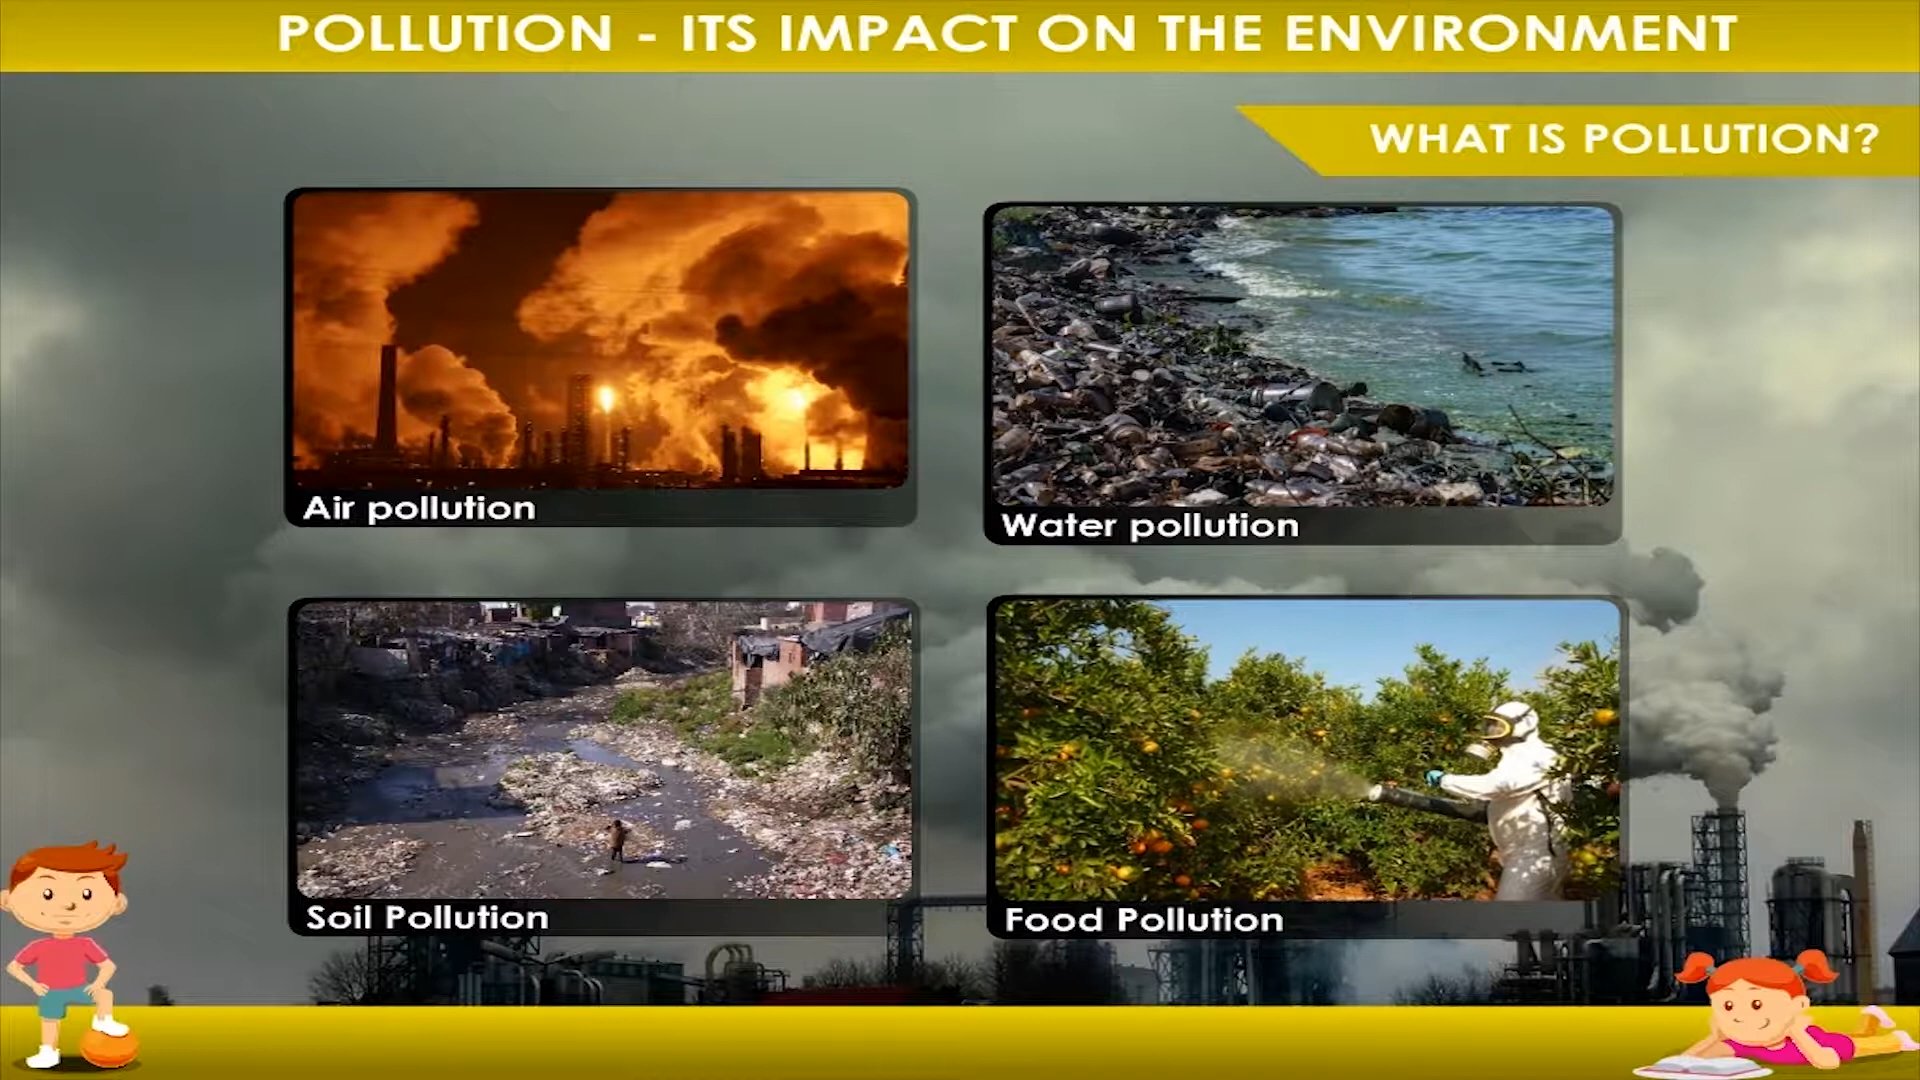 POLLUTION - ITS IMPACT ON THE ENVIRONMENT
WHAT IS POLLUTION?
Air pollution
Water pollution
Soil Pollution
Food Pollution